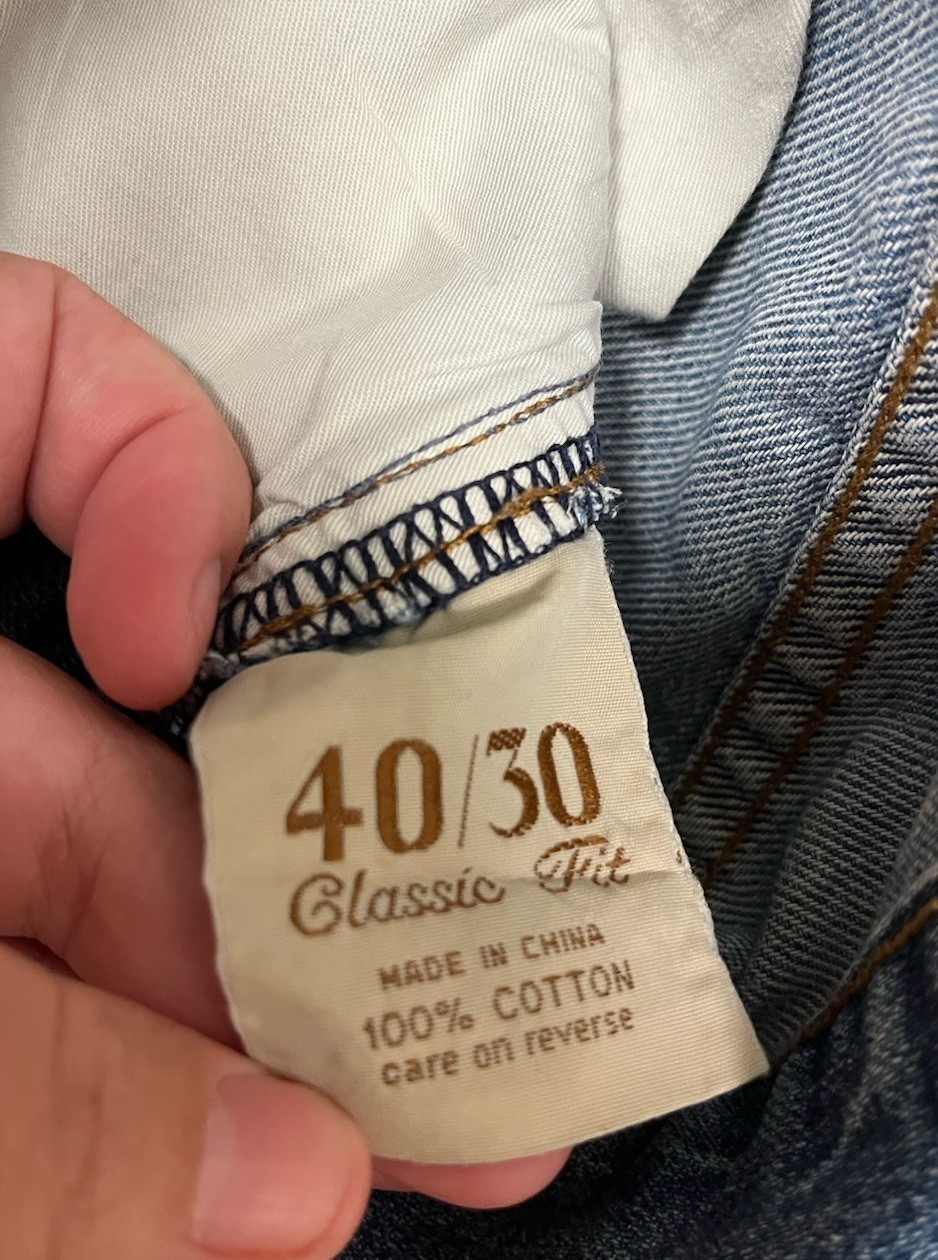 40/30
Classic Fit
MADE IN CHINA
100% COTTON
care on reverse